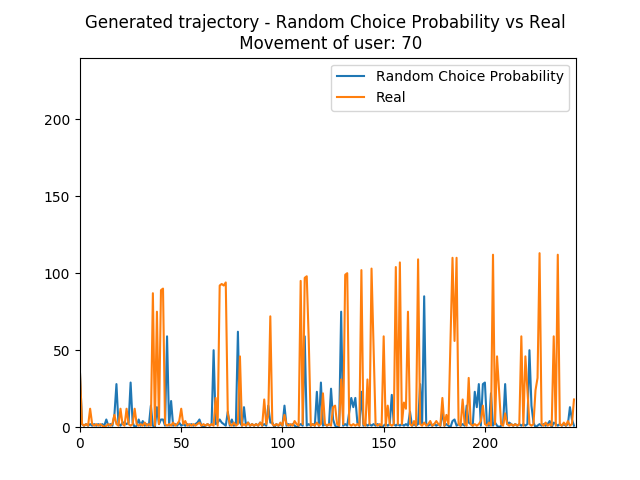 Generated trajectory - Random Choice Probability vs Real
Movement of user: 70
Random Choice Probability
Real
200
150
100
50
0
0 50 100 150 200